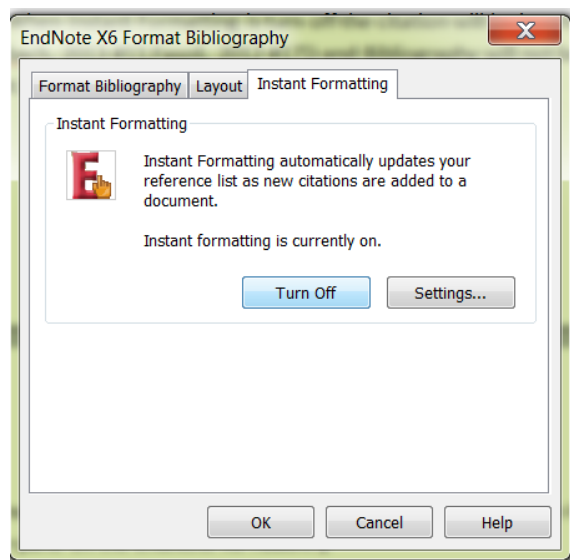 EndNote X6 Format Bibliography
X
Format Bibliography
Layout
Instant Formatting
Instant Formatting
E
Instant Formatting automatically updates your
reference list as new citations are added to a
document.
Instant formatting is currently on.
Turn Off
Settings...
OK
Cancel
Help